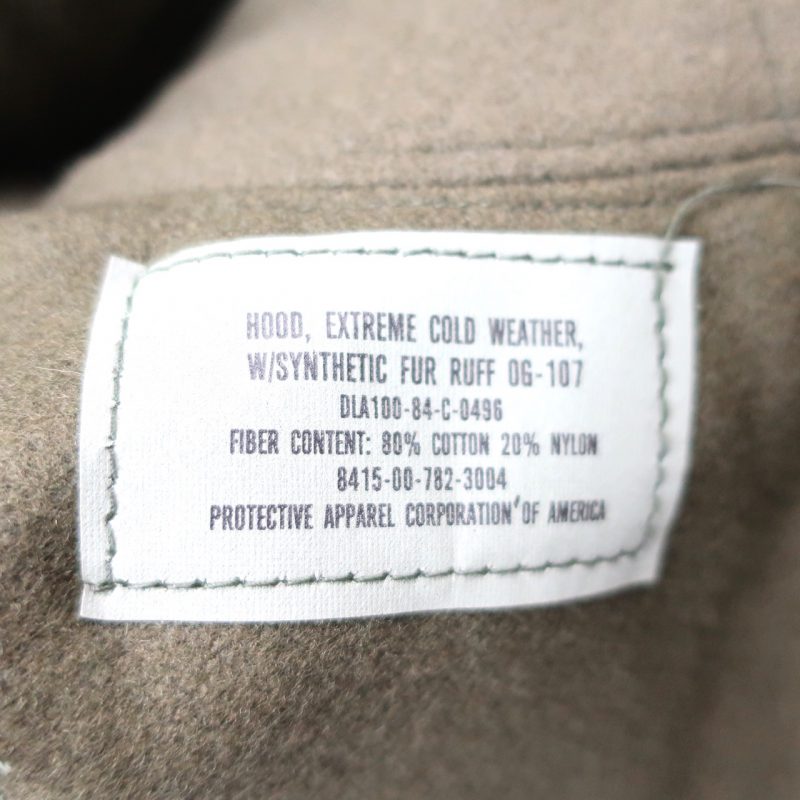 HOOD, EXTREME COLD WEATHER,
W/SYNTHETIC FUR RUFF OG-107
DLA100-84-C-0496
FIBER CONTENT: 80% COTTON 20% NYLON
8415-00-782-3004
PROTECTIVE APPAREL CORPORATION'OF AMERICA